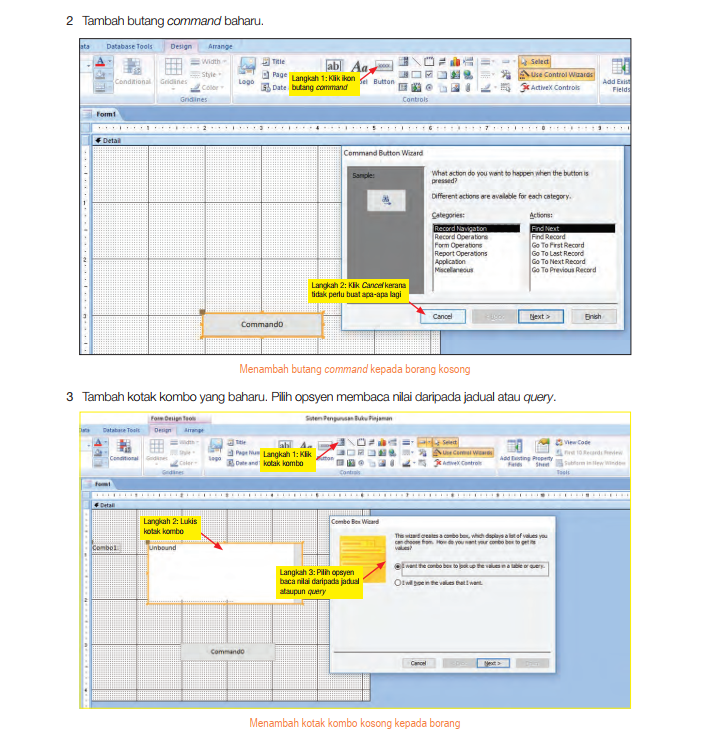 2 Tambah butang command baharu.
ata Database Tools Design Arrange
Width
Style
Color
Conditional Gridlines
Logo
Title
Page
Date
Button
Select
Use Control Wizards
ActiveX Controls
Add Exist
Fields
Gridlines
Controls
Langkah 1: Klik ikon
butang command
Form1
Detail
Command Button Wizard
Sample:
What action do you want to happen when the button is
pressed?
Different actions are available for each category.
Categories:
Actions:
Record Navigation
Record Operations
Form Operations
Report Operations
Application
Miscellaneous
Find Next
Find Record
Go To First Record
Go To Last Record
Go To Next Record
Go To Previous Record
Langkah 2: Klik Cancel kerana
tidak perlu buat apa-apa lagi
Cancel Next > Finish
Command0
Menambah butang command kepada borang kosong
3 Tambah kotak kombo yang baharu. Pilih opsyen membaca nilai daripada jadual atau query.
Form Design Tools Sistem Pengurusan Buku Pinjaman
Data Database Tools Design Arrange
Width
Style
Color
Conditional Gridlines
Logo
Title
Page Num
Date and
Select
Use Control Wizards
ActiveX Controls
Add Existing Property
Fields Sheet
View Code
First 10 Records Preview
Subform in New Window
Gridlines
Controls
Tools
Langkah 1: Klik
kotak kombo
Form1
Detail
Langkah 2: Lukis
kotak kombo
Combo1:
Unbound
Combo Box Wizard
This wizard creates a combo box, which displays a list of values you
can choose from. How do you want your combo box to get its
values?
I want the combo box to look up the values in a table or query.
I will type in the values that I want.
Langkah 3: Pilih opsyen
baca nilai daripada jadual
ataupun query
Command0
Cancel Next >
Menambah kotak kombo kosong kepada borang